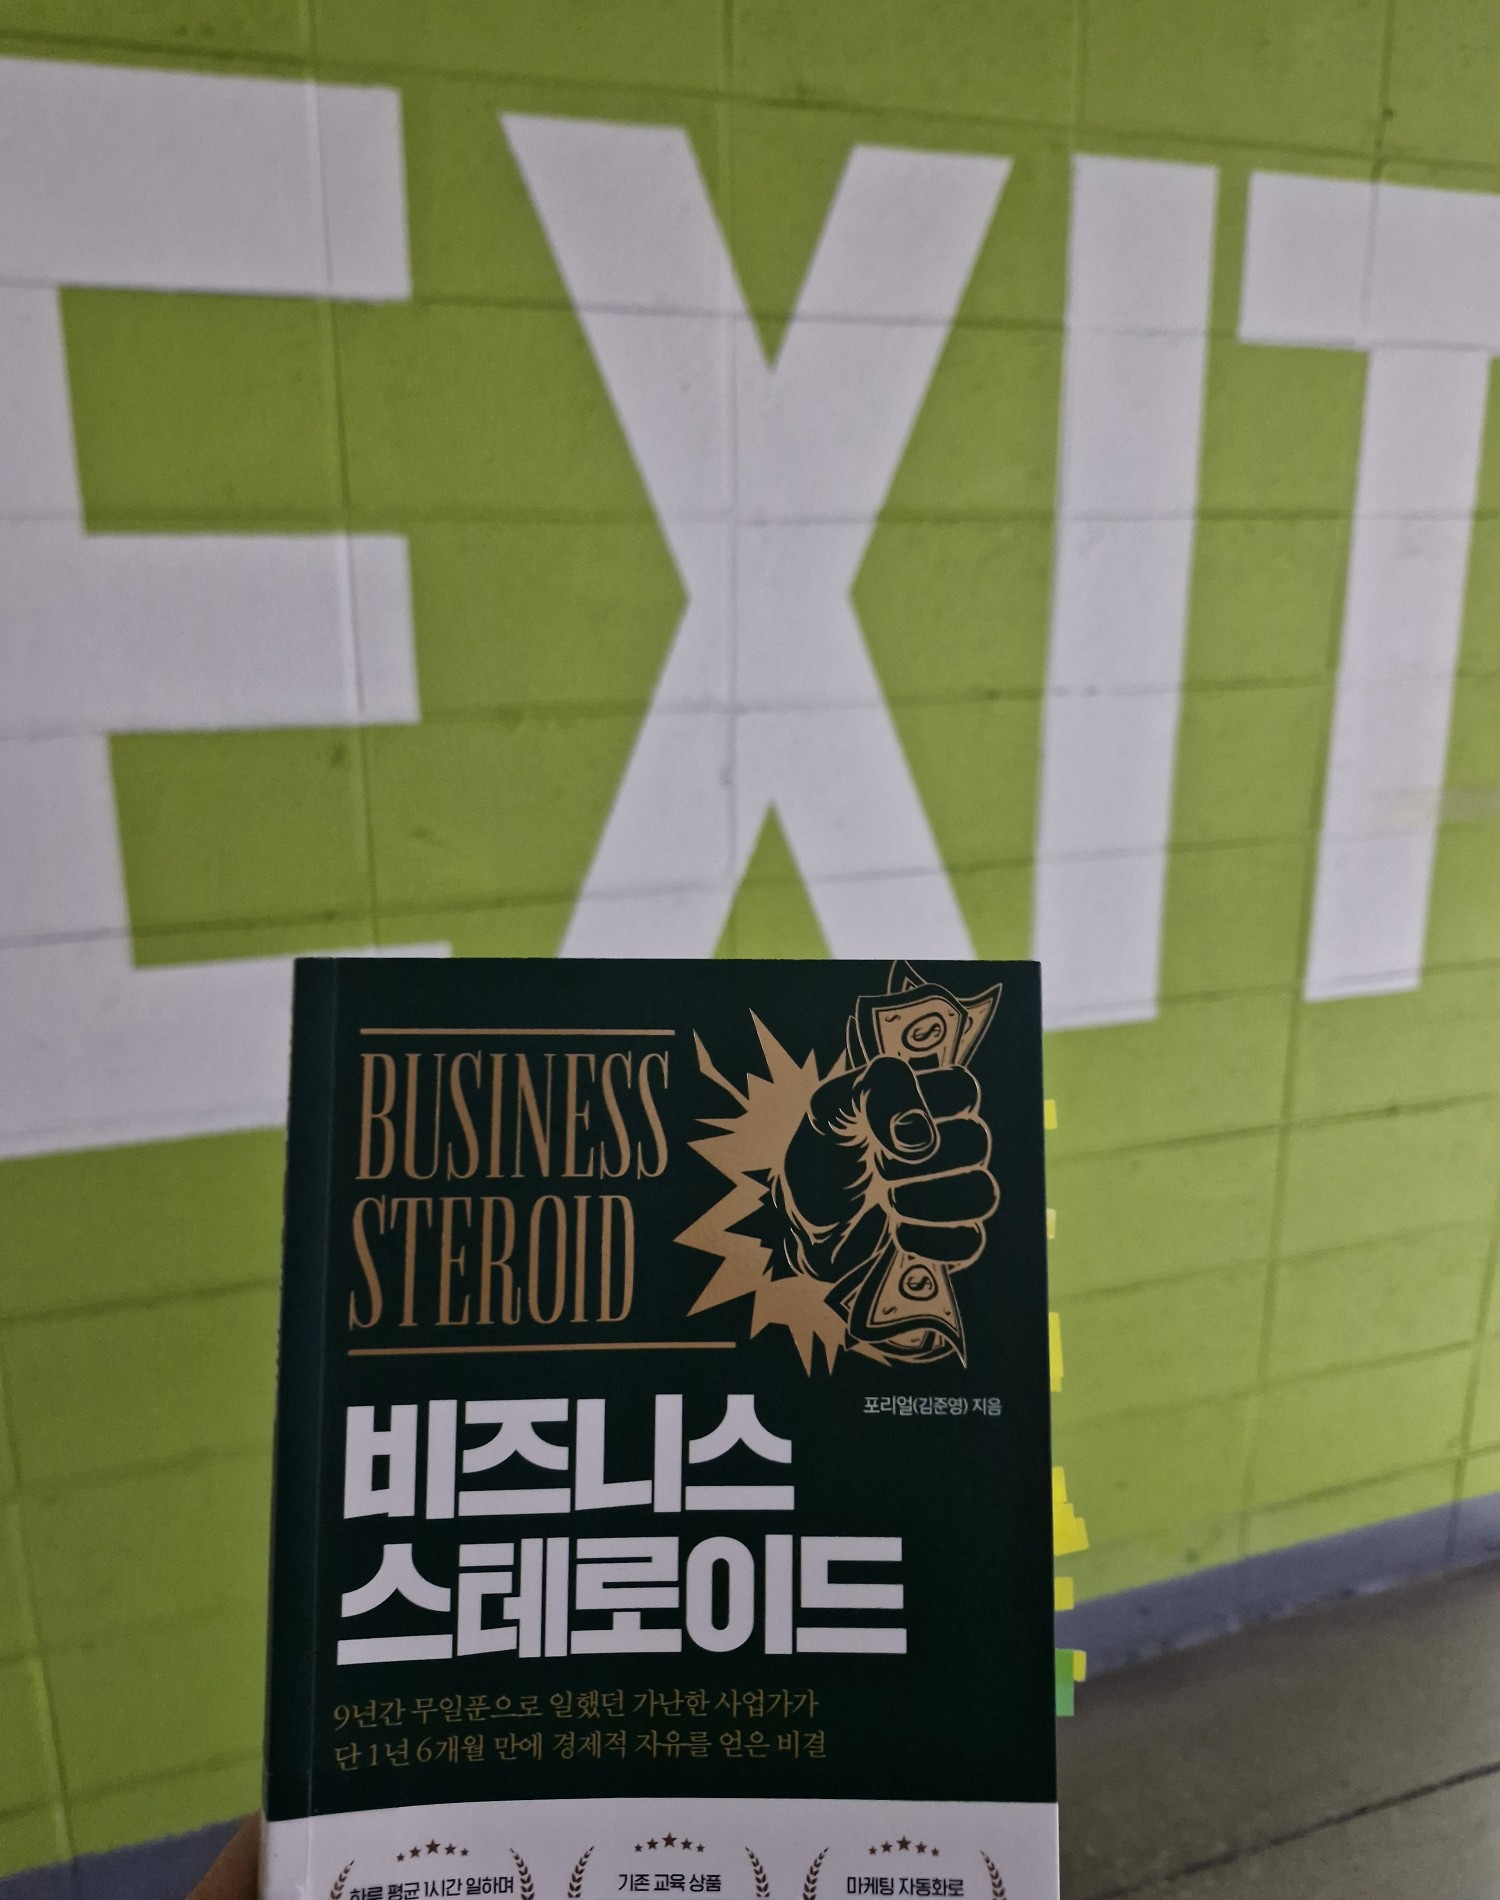 EXIT
BUSINESS
STEROID
포리얼(김준영) 지음
비즈니스
스테로이드
9년간 무일푼으로 일했던 가난한 사업가가
단 1년 6개월 만에 경제적 자유를 얻은 비결
하루 평균 1시간 일하며
기존 교육 상품
마케팅 자동화로